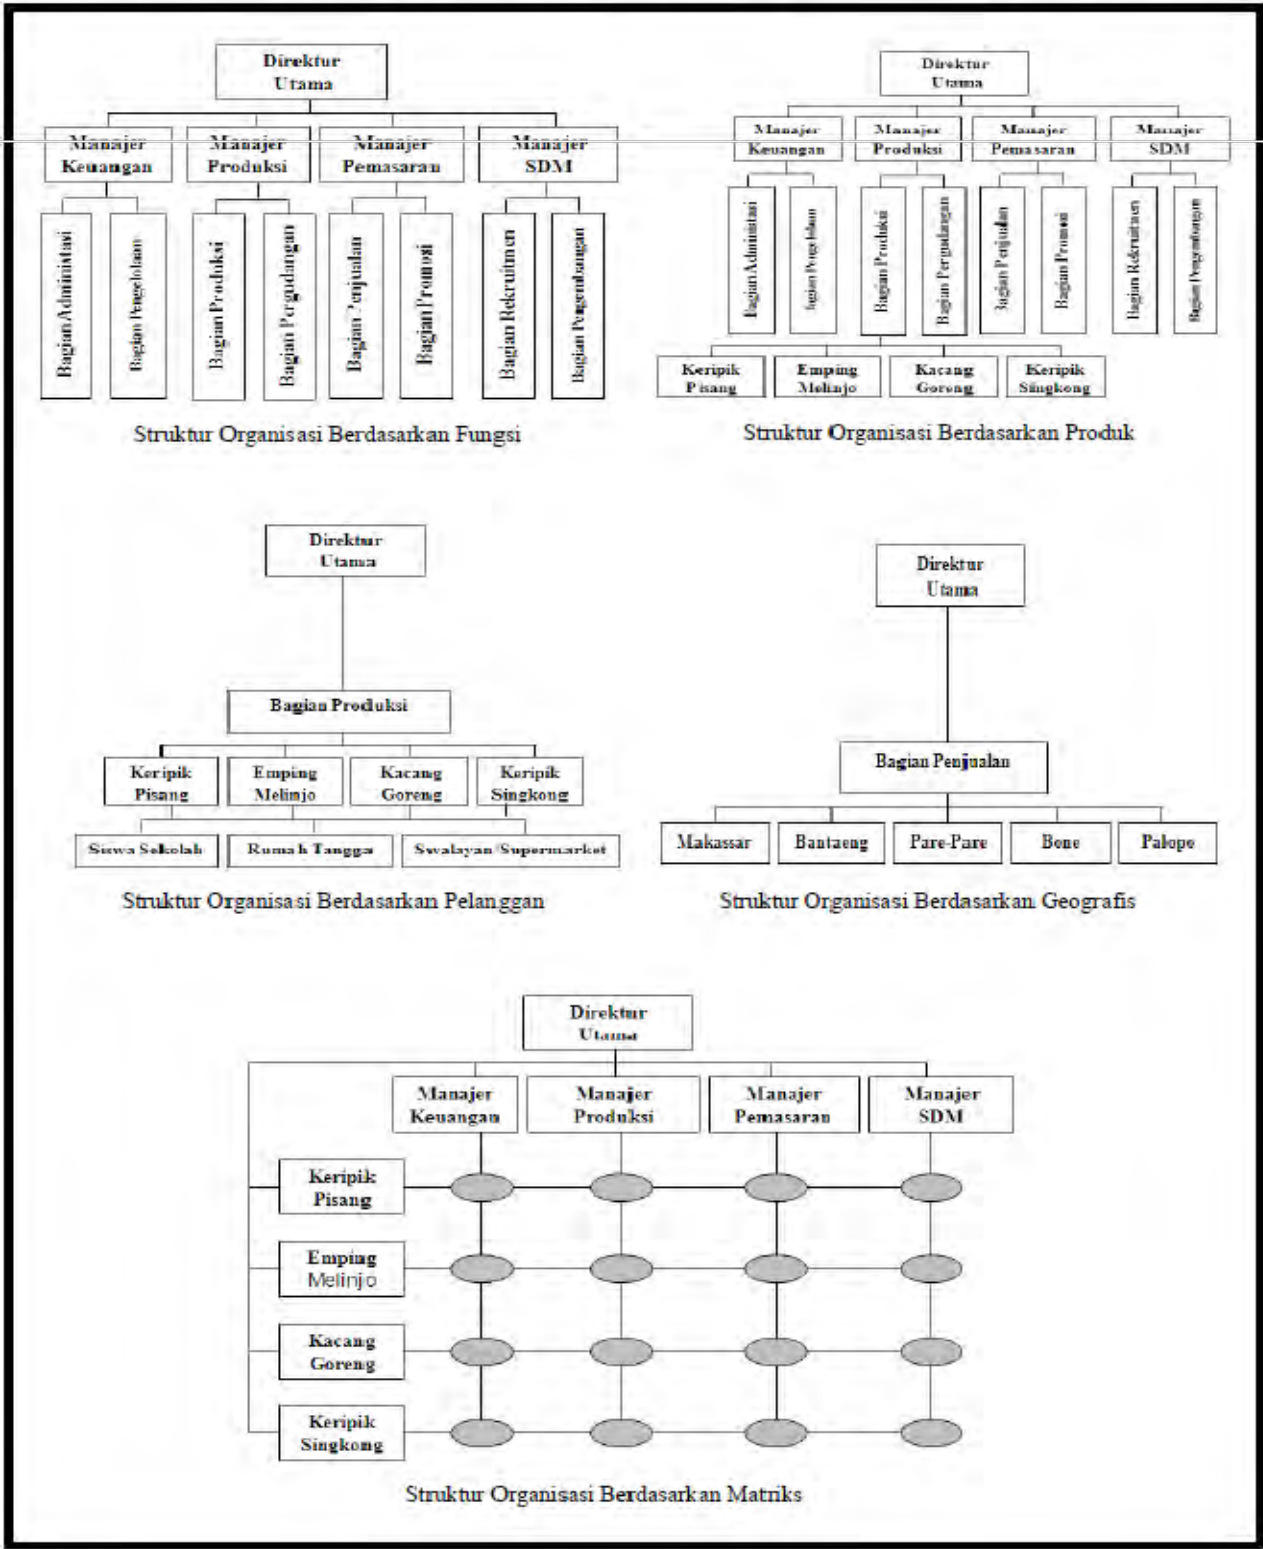 Direktur
Utama
Manajer
Keuangan
Manajer
Produksi
Manajer
Pemasaran
Manajer
SDM
Bagian Administasi
Bagian Pengelolaan
Bagian Produksi
Bagian Pergudangan
Bagian Penjualan
Bagian Promosi
Bagian Rekruitmen
Bagian Pengembangan
Struktur Organisasi Berdasarkan Fungsi
Direktur
Utama
Manajer
Keuangan
Manajer
Produksi
Manajer
Pemasaran
Manajer
SDM
Bagian Administasi
Bagian Pengelolaan
Bagian Produksi
Bagian Pergudangan
Bagian Penjualan
Bagian Promosi
Bagian Rekruitmen
Bagian Pengembangan
Keripik
Pisang
Emping
Melinjo
Kacang
Goreng
Keripik
Singkong
Struktur Organisasi Berdasarkan Produk
Direktur
Utama
Bagian Produksi
Keripik
Pisang
Emping
Melinjo
Kacang
Goreng
Keripik
Singkong
Siswa Sekolah
Rumah Tangga
Swalayan/Supermarket
Struktur Organisasi Berdasarkan Pelanggan
Direktur
Utama
Bagian Penjualan
Makassar
Bantaeng
Pare-Pare
Bone
Palopo
Struktur Organisasi Berdasarkan Geografis
Direktur
Utama
Manajer
Keuangan
Manajer
Produksi
Manajer
Pemasaran
Manajer
SDM
Keripik
Pisang
Emping
Melinjo
Kacang
Goreng
Keripik
Singkong
Struktur Organisasi Berdasarkan Matriks